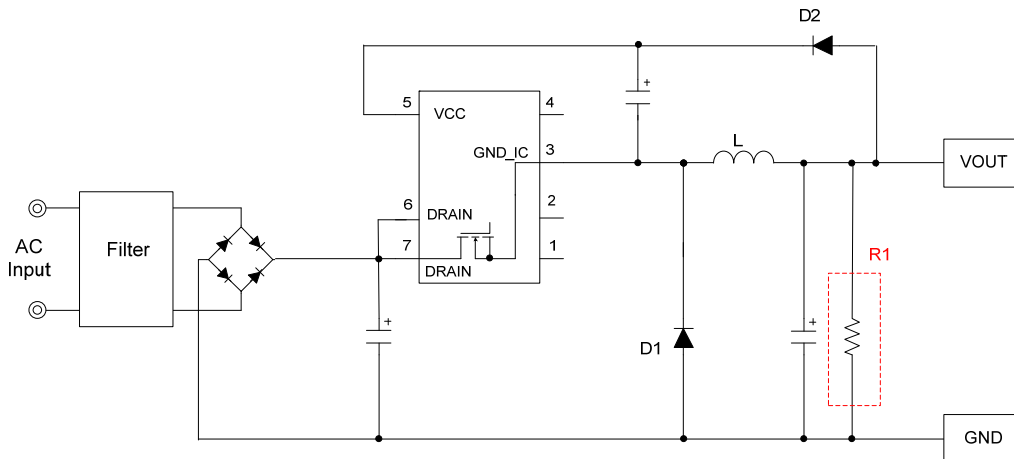 D2
5
VCC
4
+
GND_IC
3
L
VOUT
6
DRAIN
2
7
DRAIN
1
AC
Input
Filter
R1
+
+
D1
GND